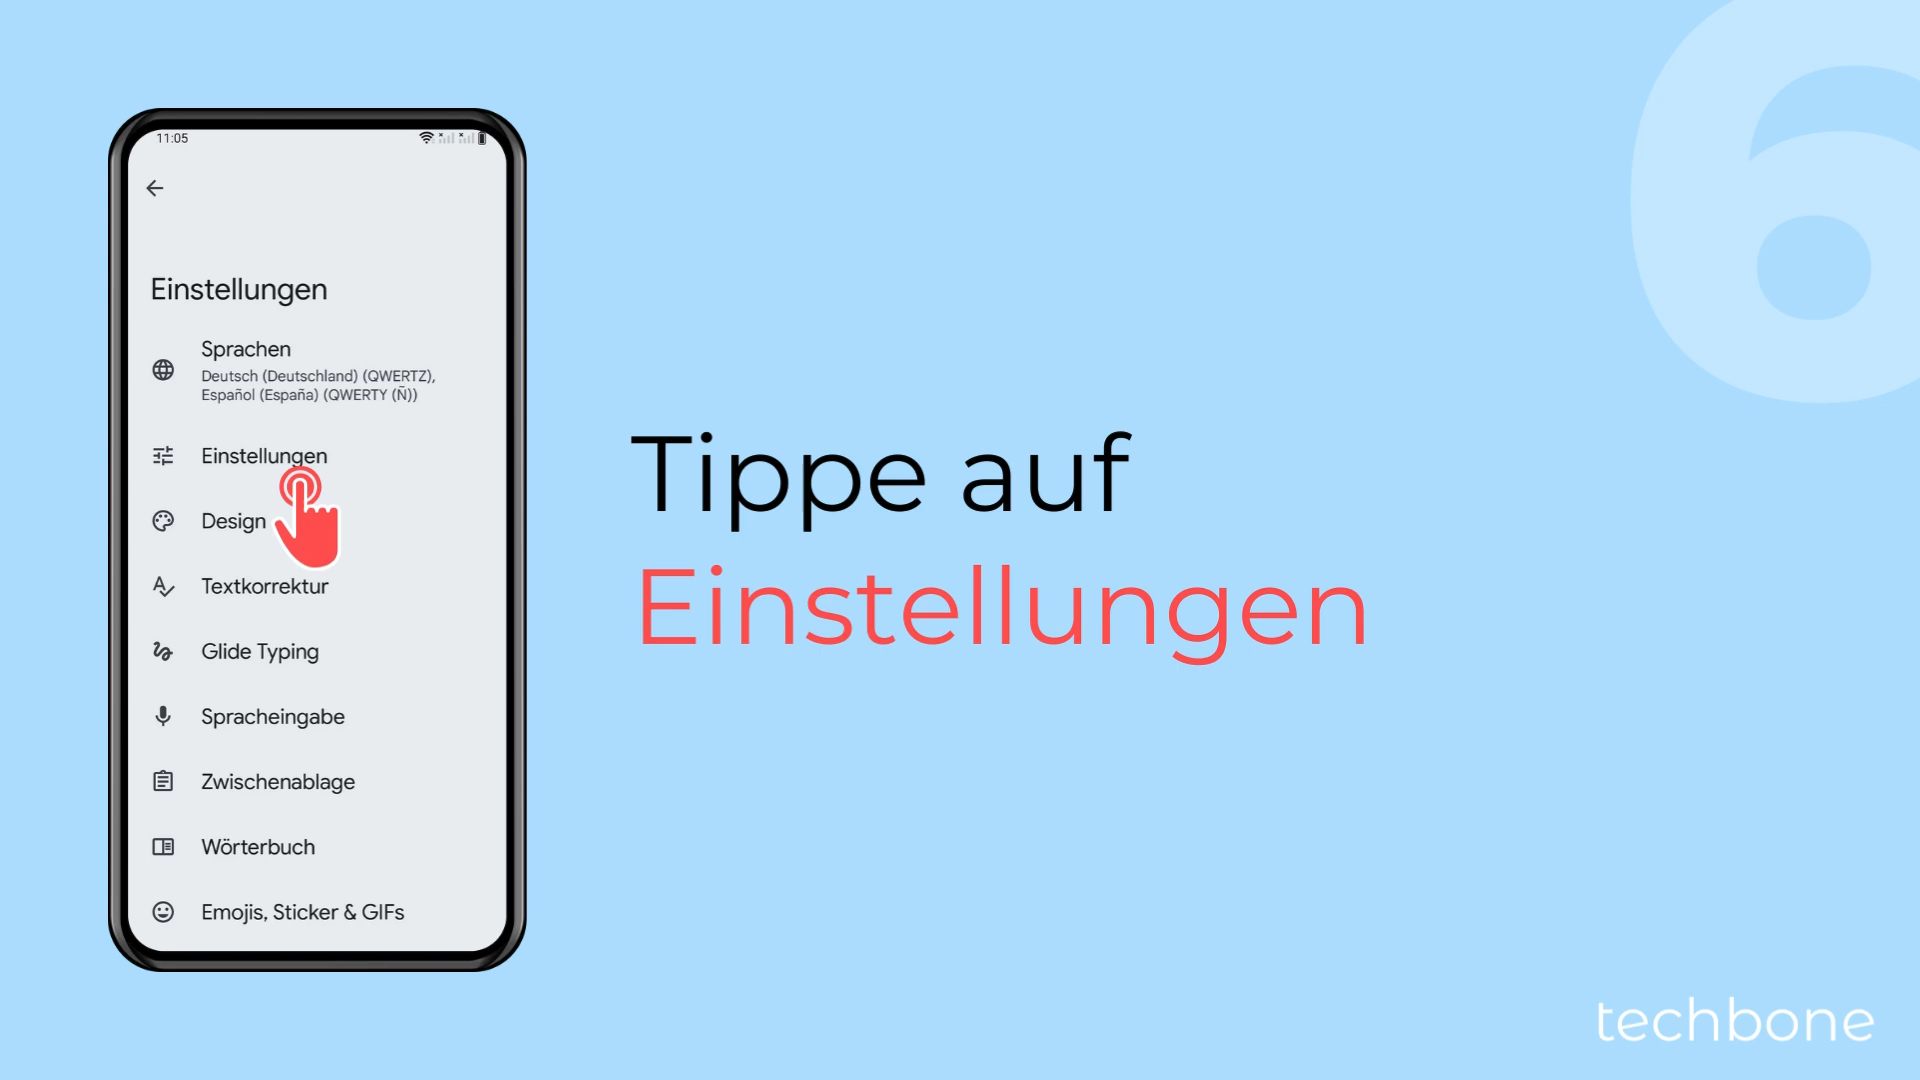 6
11:05
Einstellungen
Sprachen
Deutsch (Deutschland) (QWERTZ),
Español (España) (QWERTY (Ñ))
Einstellungen
Design
Textkorrektur
Glide Typing
Spracheingabe
Zwischenablage
Wörterbuch
Emojis, Sticker & GIFs
Tippe auf
Einstellungen
techbone